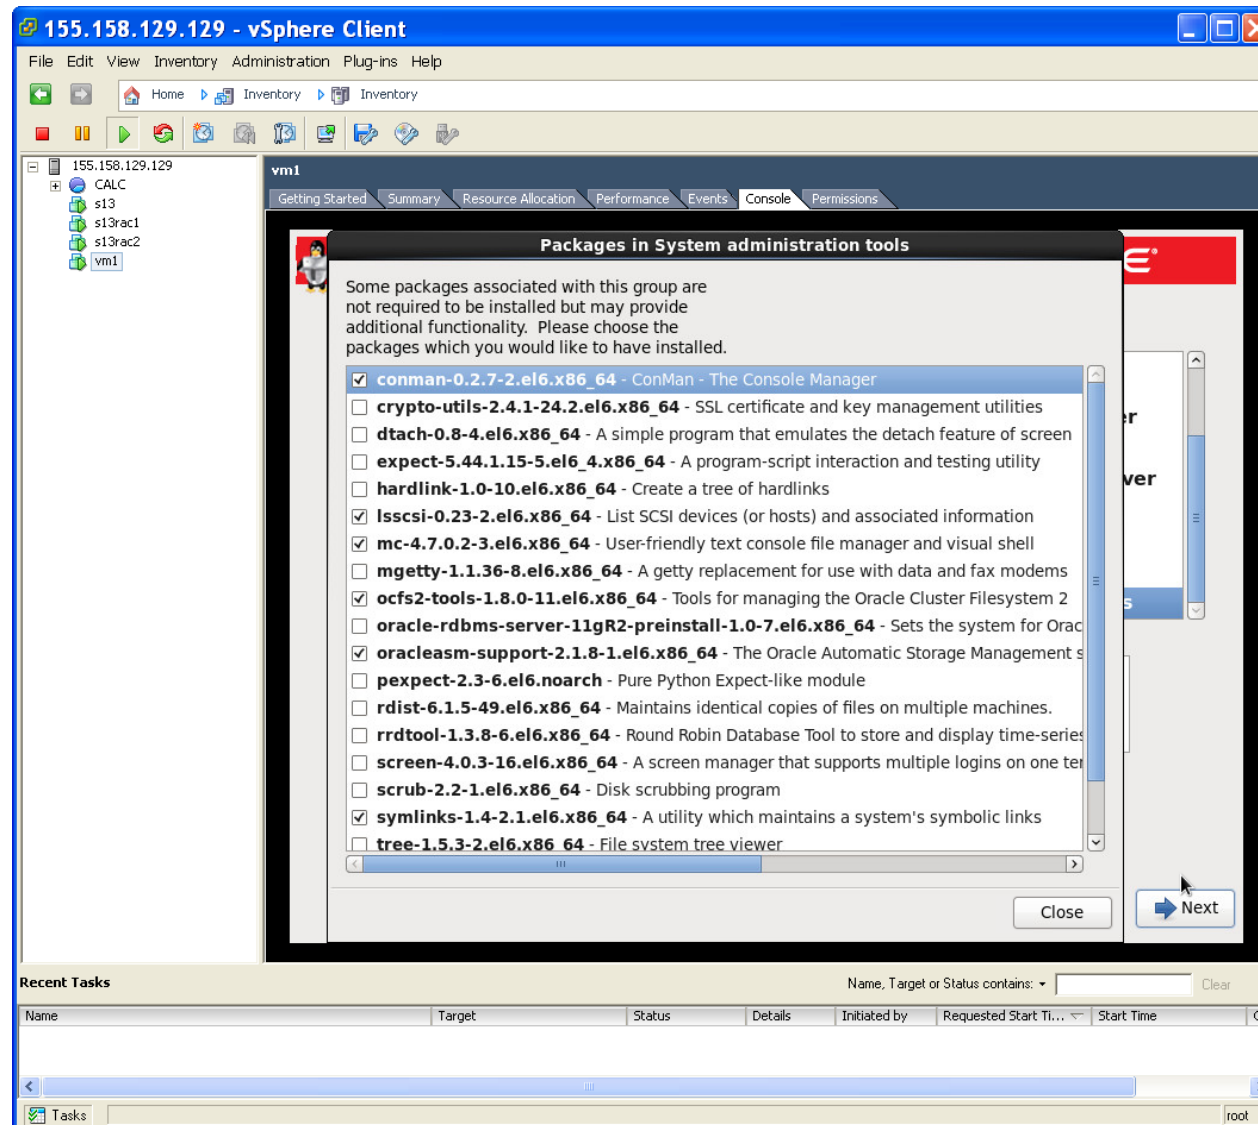 155.158.129.129 - vSphere Client
File Edit View Inventory Administration Plug-ins Help
Home Inventory Inventory
155.158.129.129
CALC
s13
s13rac1
s13rac2
vm1
vm1
Getting Started Summary Resource Allocation Performance Events Console Permissions
Packages in System administration tools
Some packages associated with this group are
not required to be installed but may provide
additional functionality. Please choose the
packages which you would like to have installed.
conman-0.2.7-2.el6.x86_64 - ConMan - The Console Manager
crypto-utils-2.4.1-24.2.el6.x86_64 - SSL certificate and key management utilities
dtach-0.8-4.el6.x86_64 - A simple program that emulates the detach feature of screen
expect-5.44.1.15-5.el6_4.x86_64 - A program-script interaction and testing utility
hardlink-1.0-10.el6.x86_64 - Create a tree of hardlinks
lsscsi-0.23-2.el6.x86_64 - List SCSI devices (or hosts) and associated information
mc-4.7.0.2-3.el6.x86_64 - User-friendly text console file manager and visual shell
mgetty-1.1.36-8.el6.x86_64 - A getty replacement for use with data and fax modems
ocfs2-tools-1.8.0-11.el6.x86_64 - Tools for managing the Oracle Cluster Filesystem 2
oracle-rdbms-server-11gR2-preinstall-1.0-7.el6.x86_64 - Sets the system for Orac
oracleasm-support-2.1.8-1.el6.x86_64 - The Oracle Automatic Storage Management s
pexpect-2.3-6.el6.noarch - Pure Python Expect-like module
rdist-6.1.5-49.el6.x86_64 - Maintains identical copies of files on multiple machines.
rrdtool-1.3.8-6.el6.x86_64 - Round Robin Database Tool to store and display time-series
screen-4.0.3-16.el6.x86_64 - A screen manager that supports multiple logins on one ter
scrub-2.2-1.el6.x86_64 - Disk scrubbing program
symlinks-1.4-2.1.el6.x86_64 - A utility which maintains a system's symbolic links
tree-1.5.3-2.el6.x86_64 - File system tree viewer
Close
Next
Recent Tasks
Name, Target or Status contains:
Clear
Name Target Status Details Initiated by Requested Start Ti... Start Time
Tasks
root